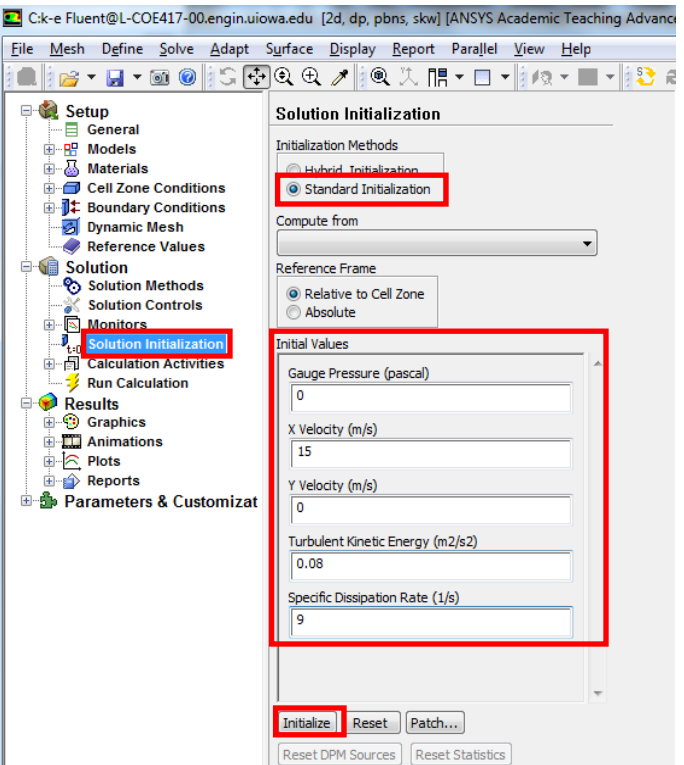 C:k-e Fluent@L-COE417-00.engin.uiowa.edu [2d, dp, pbns, skw] [ANSYS Academic Teaching Advance
File Mesh Define Solve Adapt Surface Display Report Parallel View Help
Setup
General
Models
Materials
Cell Zone Conditions
Boundary Conditions
Dynamic Mesh
Reference Values
Solution
Solution Methods
Solution Controls
Monitors
Solution Initialization
Calculation Activities
Run Calculation
Results
Graphics
Animations
Plots
Reports
Parameters & Customizat
Solution Initialization
Initialization Methods
Hybrid Initialization
Standard Initialization
Compute from
Reference Frame
Relative to Cell Zone
Absolute
Initial Values
Gauge Pressure (pascal)
0
X Velocity (m/s)
15
Y Velocity (m/s)
0
Turbulent Kinetic Energy (m2/s2)
0.08
Specific Dissipation Rate (1/s)
9
Initialize Reset Patch...
Reset DPM Sources Reset Statistics